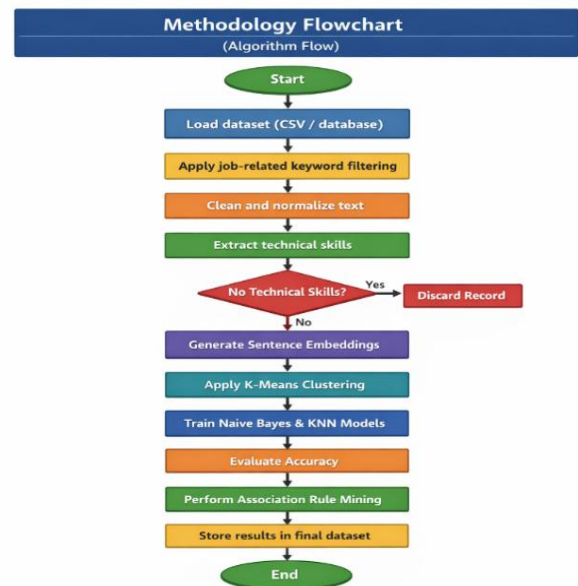 Methodology Flowchart
(Algorithm Flow)
Start
Load dataset (CSV / database)
Apply job-related keyword filtering
Clean and normalize text
Extract technical skills
No Technical Skills?
Yes
Discard Record
No
Generate Sentence Embeddings
Apply K-Means Clustering
Train Naive Bayes & KNN Models
Evaluate Accuracy
Perform Association Rule Mining
Store results in final dataset
End